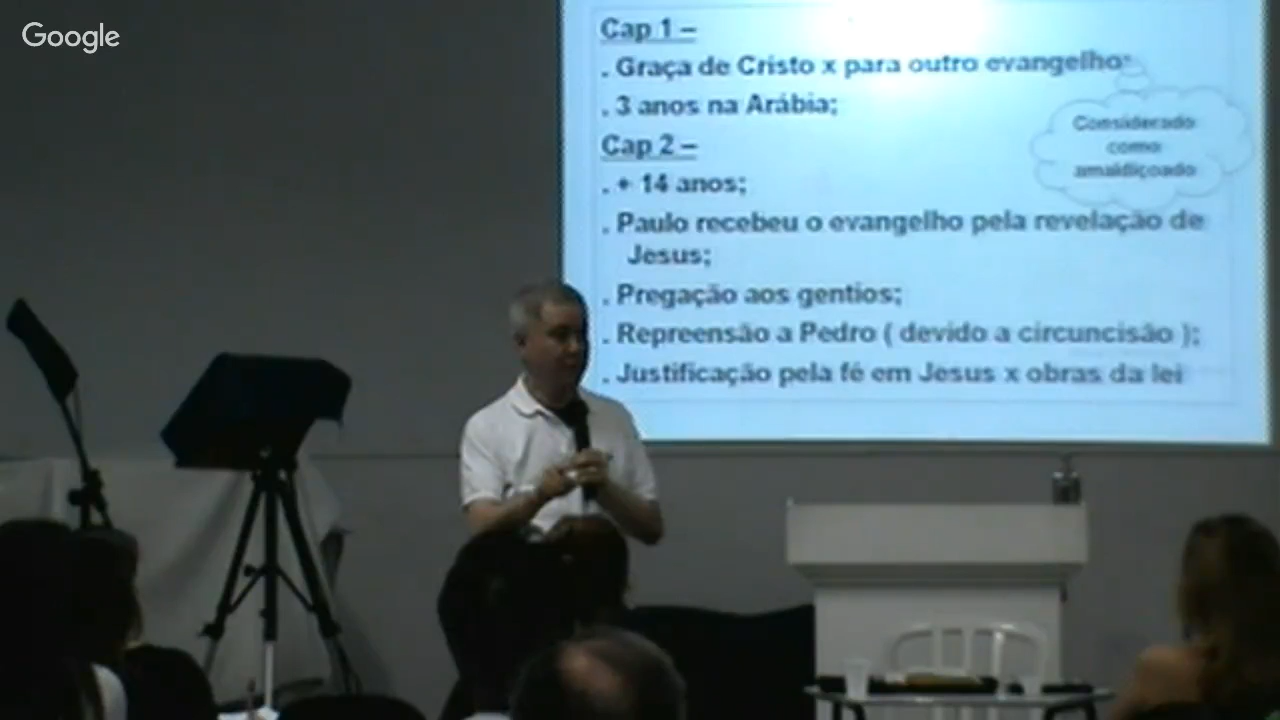 Google
Cap 1 –
. Graça de Cristo x para outro evangelho;
. 3 anos na Arábia;
Considerado
como
amaldiçoado
Cap 2 –
. + 14 anos;
. Paulo recebeu o evangelho pela revelação de
Jesus;
. Pregação aos gentios;
. Repreensão a Pedro ( devido a circuncisão );
. Justificação pela fé em Jesus x obras da lei